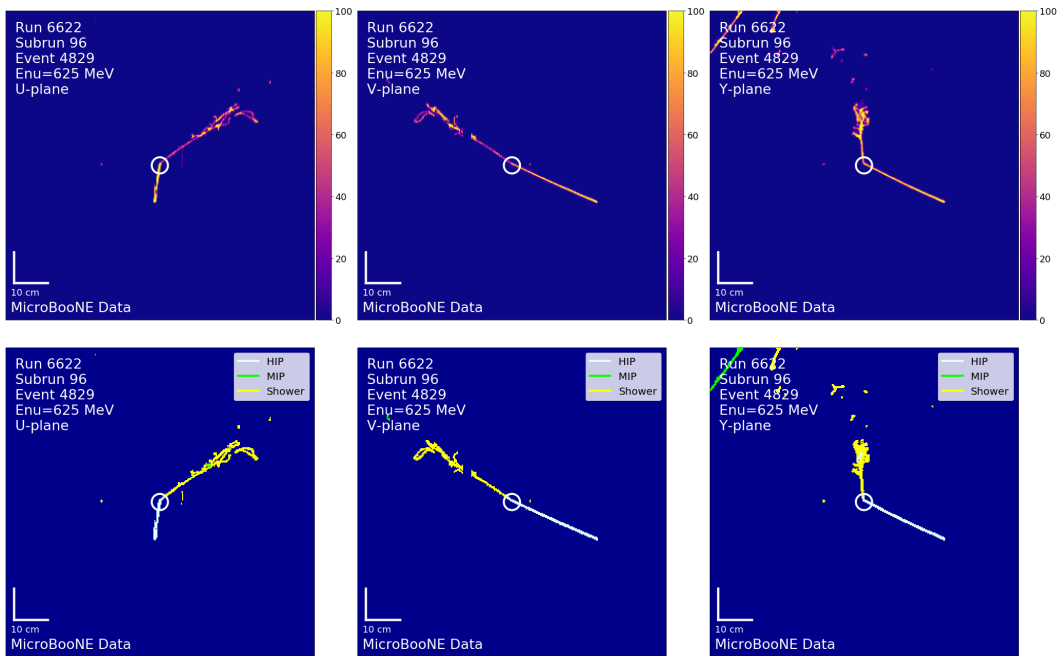 Run 6622
Subrun 96
Event 4829
Enu=625 MeV
U-plane
10 cm
MicroBooNE Data
100
80
60
40
20
0
Run 6622
Subrun 96
Event 4829
Enu=625 MeV
V-plane
10 cm
MicroBooNE Data
100
80
60
40
20
0
Run 6622
Subrun 96
Event 4829
Enu=625 MeV
Y-plane
10 cm
MicroBooNE Data
100
80
60
40
20
0
Run 6622
Subrun 96
Event 4829
Enu=625 MeV
U-plane
HIP
MIP
Shower
10 cm
MicroBooNE Data
Run 6622
Subrun 96
Event 4829
Enu=625 MeV
V-plane
HIP
MIP
Shower
10 cm
MicroBooNE Data
Run 6622
Subrun 96
Event 4829
Enu=625 MeV
Y-plane
HIP
MIP
Shower
10 cm
MicroBooNE Data